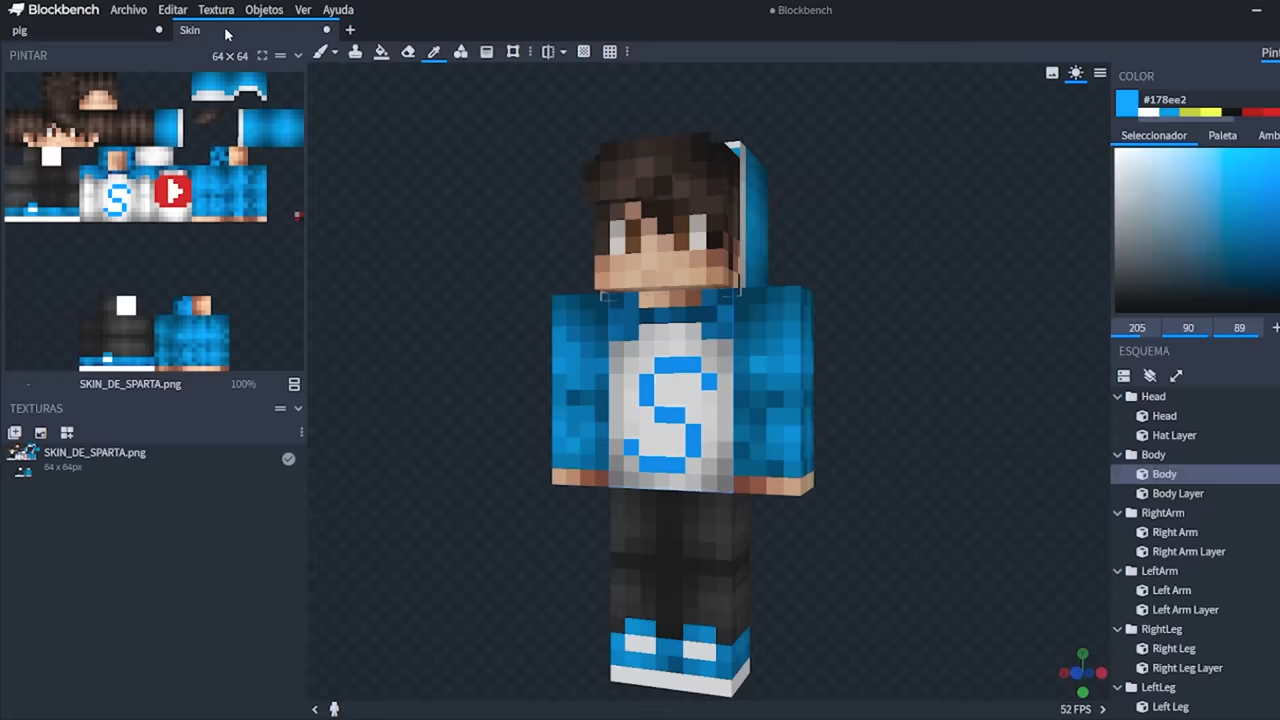 Blockbench Archivo Editar Textura Objetos Ver Ayuda
Blockbench
pig
Skin
PINTAR 64 × 64
COLOR
#178ee2
Pin
Seleccionador Paleta Amb
S
S
205 90 89
SKIN_DE_SPARTA.png 100%
TEXTURAS
SKIN_DE_SPARTA.png
64 x 64px
ESQUEMA
Head
Head
Hat Layer
Body
Body
Body Layer
RightArm
Right Arm
Right Arm Layer
LeftArm
Left Arm
Left Arm Layer
RightLeg
Right Leg
Right Leg Layer
LeftLeg
Left Leg
52 FPS